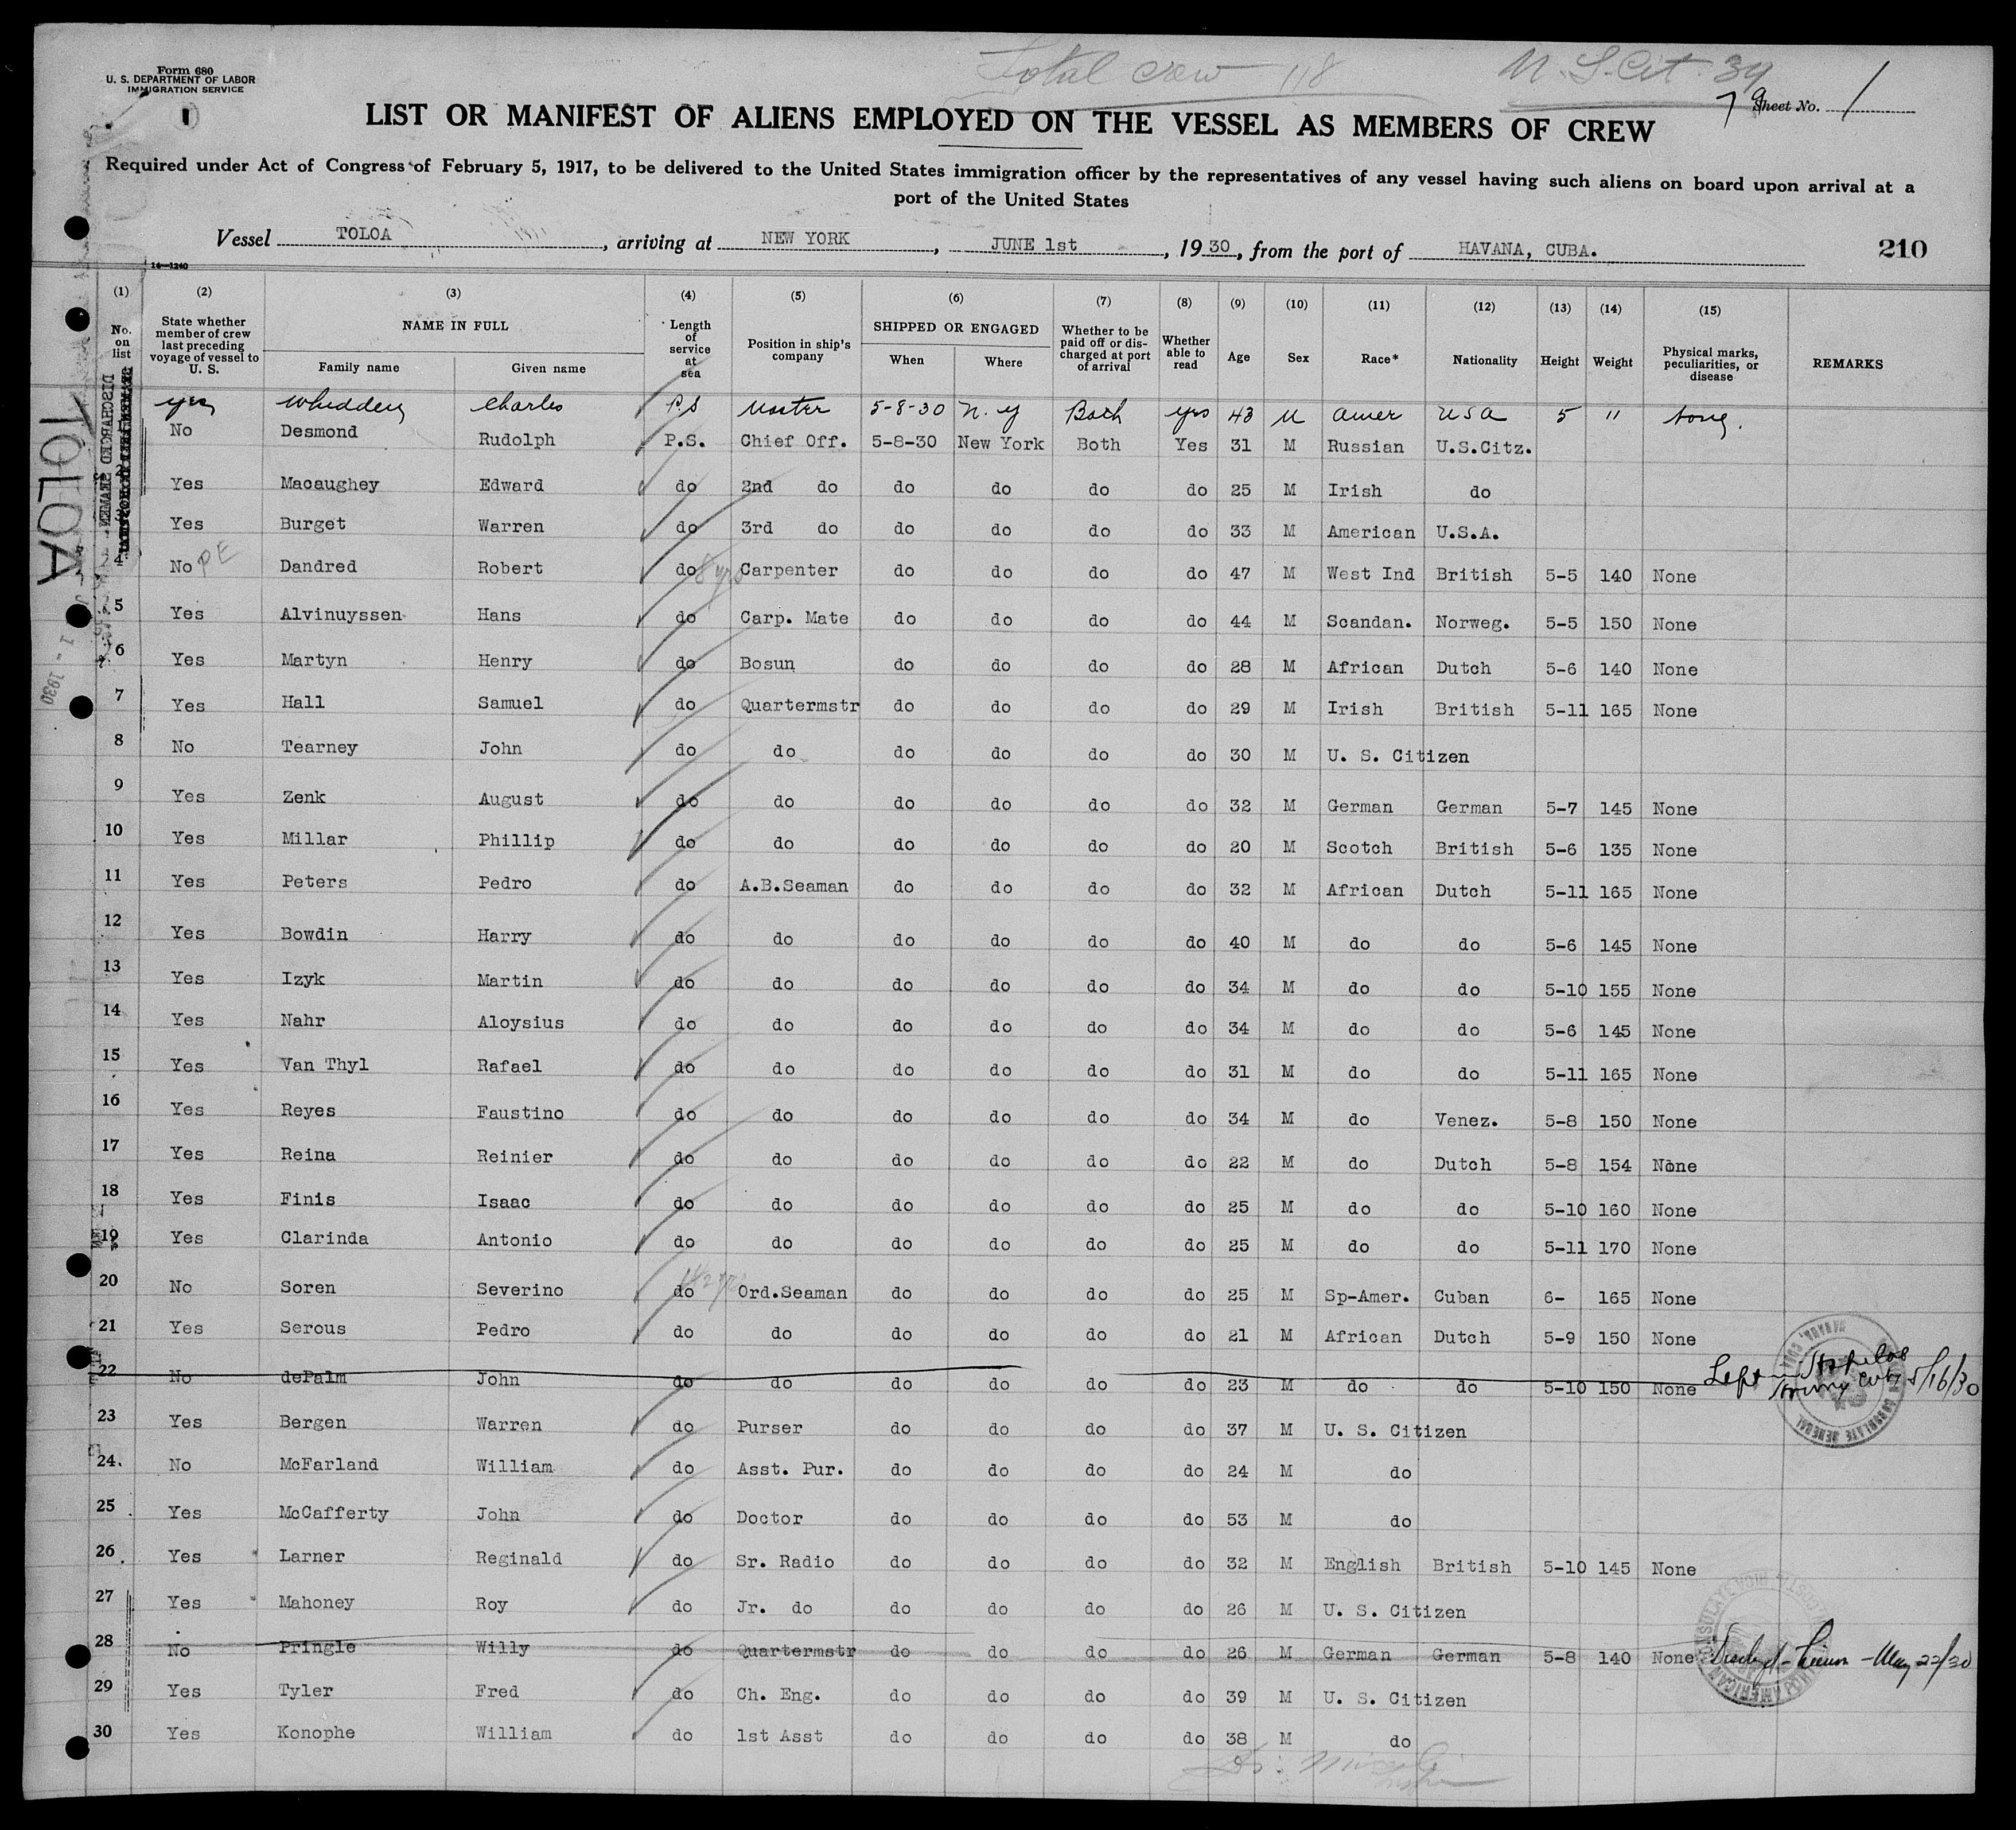 Form 680
U. S. DEPARTMENT OF LABOR
IMMIGRATION SERVICE
Total crew 118
U. S. Cit. 39
79
Sheet No. 1
LIST OR MANIFEST OF ALIENS EMPLOYED ON THE VESSEL AS MEMBERS OF CREW
Required under Act of Congress of February 5, 1917, to be delivered to the United States immigration officer by the representatives of any vessel having such aliens on board upon arrival at a
port of the United States
Vessel TOLOA, arriving at NEW YORK, JUNE 1st, 1930, from the port of HAVANA, CUBA. 210
14—1240
(1) No. on list (2) State whether member of crew last preceding voyage of vessel to U. S. (3) NAME IN FULL Family name Given name (4) Length of service at sea (5) Position in ship's company (6) SHIPPED OR ENGAGED When Where (7) Whether to be paid off or discharged at port of arrival (8) Whether able to read (9) Age (10) Sex (11) Race* (12) Nationality (13) Height (14) Weight (15) Physical marks, peculiarities, or disease REMARKS
yes Whidden Charles P.S Master 5-8-30 N.Y Both yes 43 M Amer USA 5 11
No Desmond Rudolph P.S. Chief Off. 5-8-30 New York Both Yes 31 M Russian U.S.Citz.
2 Yes Macaughey Edward do 2nd do do do do do 25 M Irish do
3 Yes Burget Warren do 3rd do do do do do 33 M American U.S.A.
4 No PE Dandred Robert do 8 yrs Carpenter do do do do 47 M West Ind British 5-5 140 None
5 Yes Alvinuyssen Hans do Carp. Mate do do do do 44 M Scandan. Norweg. 5-5 150 None
6 Yes Martyn Henry do Bosun do do do do 28 M African Dutch 5-6 140 None
7 Yes Hall Samuel do Quartermstr do do do do 29 M Irish British 5-11 165 None
8 No Tearney John do do do do do do 30 M U. S. Citizen
9 Yes Zenk August do do do do do do 32 M German German 5-7 145 None
10 Yes Millar Phillip do do do do do do 20 M Scotch British 5-6 135 None
11 Yes Peters Pedro do A.B.Seaman do do do do 32 M African Dutch 5-11 165 None
12 Yes Bowdin Harry do do do do do do 40 M do do 5-6 145 None
13 Yes Izyk Martin do do do do do do 34 M do do 5-10 155 None
14 Yes Nahr Aloysius do do do do do do 34 M do do 5-6 145 None
15 Yes Van Thyl Rafael do do do do do do 31 M do do 5-11 165 None
16 Yes Reyes Faustino do do do do do do 34 M do Venez. 5-8 150 None
17 Yes Reina Reinier do do do do do do 22 M do Dutch 5-8 154 None
18 Yes Finis Isaac do do do do do do 25 M do do 5-10 160 None
19 Yes Clarinda Antonio do do do do do do 25 M do do 5-11 170 None
20 No Soren Severino do Ord.Seaman do do do do 25 M Sp-Amer. Cuban 6- 165 None
21 Yes Serous Pedro do do do do do do 21 M African Dutch 5-9 150 None
22 No dePalm John do do do do do do 23 M do do 5-10 150 None Left in Hospital Havana Cuba 5/16/30
23 Yes Bergen Warren do Purser do do do do 37 M U. S. Citizen
24 No McFarland William do Asst. Pur. do do do do 24 M do
25 Yes McCafferty John do Doctor do do do do 53 M do
26 Yes Larner Reginald do Sr. Radio do do do do 32 M English British 5-10 145 None
27 Yes Mahoney Roy do Jr. do do do do do 26 M U. S. Citizen
28 No Pringle Willy do Quartermstr do do do do 26 M German German 5-8 140 None Disch'd - Limon - May 22/30
29 Yes Tyler Fred do Ch. Eng. do do do do 39 M U. S. Citizen
30 Yes Konophe William do 1st Asst do do do do 38 M do
TOLOA
1 - 1930